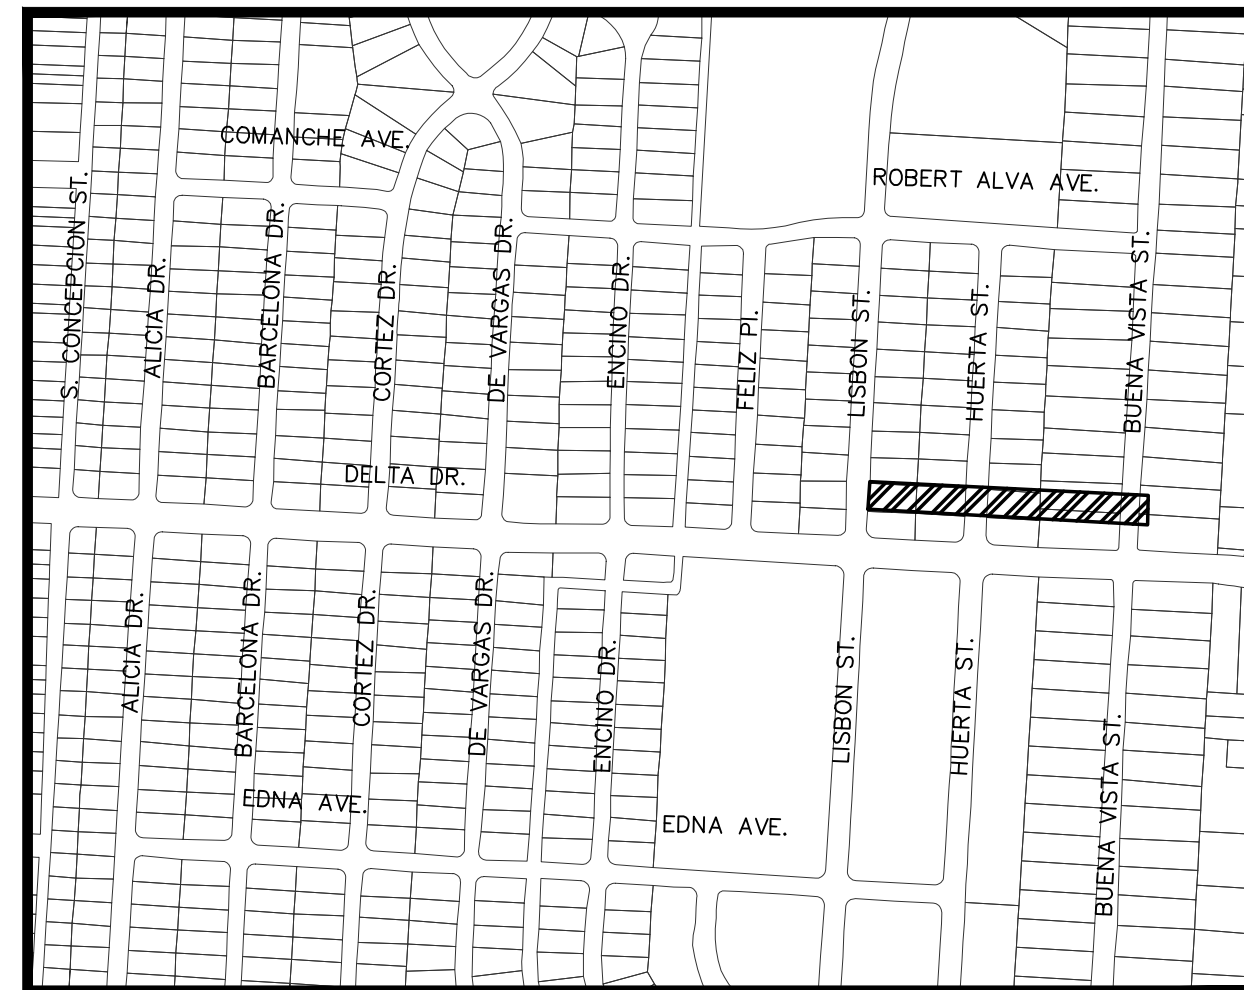 COMANCHE AVE.
ROBERT ALVA AVE.
S. CONCEPCION ST.
ALICIA DR.
BARCELONA DR.
CORTEZ DR.
DE VARGAS DR.
ENCINO DR.
FELIZ Pl.
LISBON ST.
HUERTA ST.
BUENA VISTA ST.
DELTA DR.
ALICIA DR.
BARCELONA DR.
CORTEZ DR.
DE VARGAS DR.
ENCINO DR.
LISBON ST.
HUERTA ST.
BUENA VISTA ST.
EDNA AVE.
EDNA AVE.